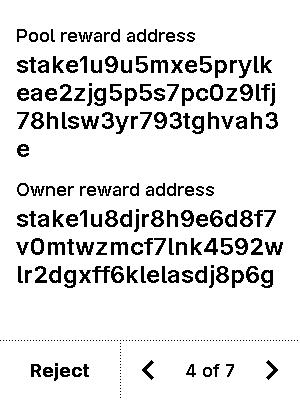 Pool reward address
stake1u9u5mxe5prylk
eae2zjg5p5s7pc0z9lfj
78hlsw3yr793tghvah3
e
Owner reward address
stake1u8djr8h9e6d8f7
v0mtwzmcf7lnk4592w
lr2dgxff6klelasdj8p6g
Reject
4 of 7